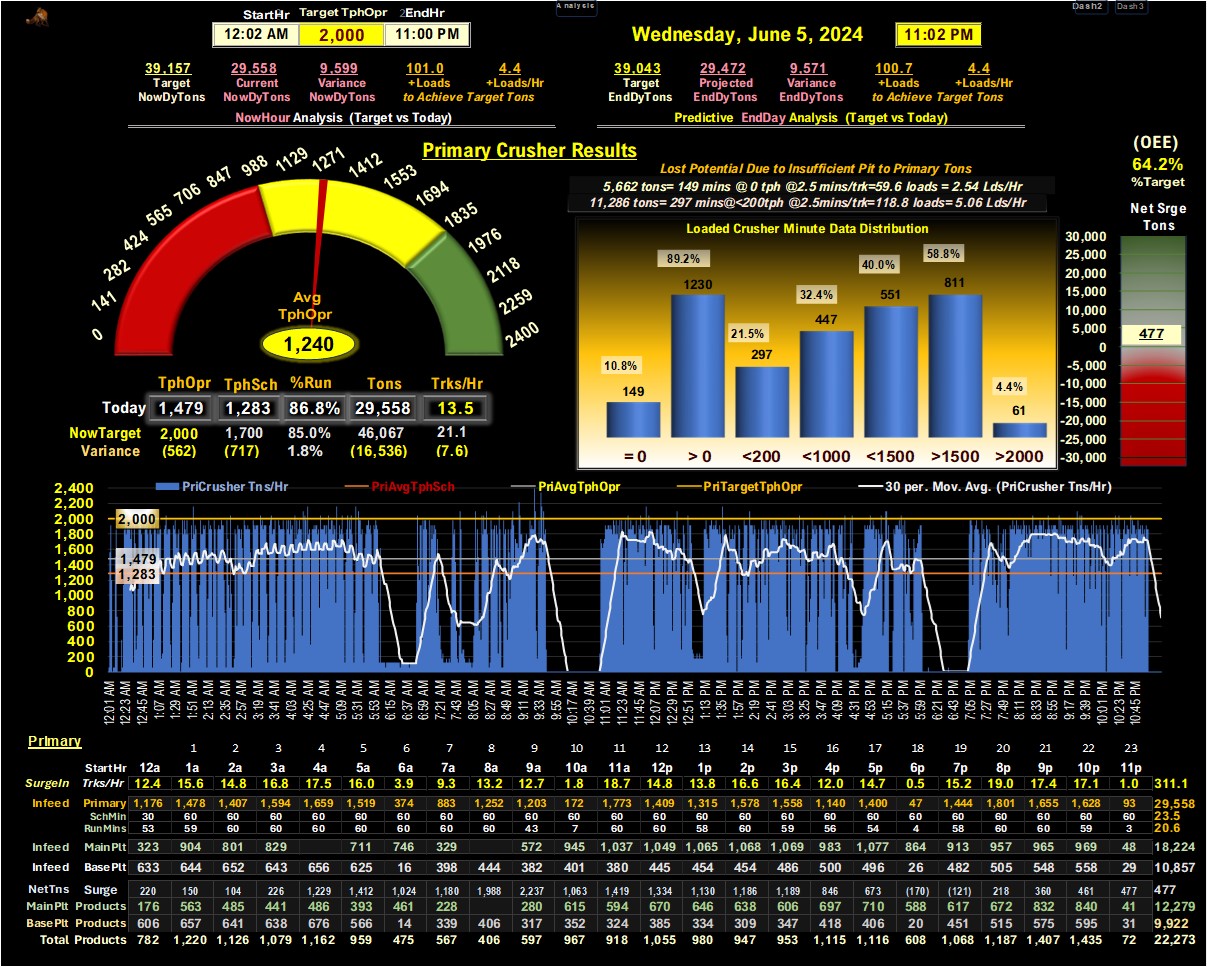 Analysis
Dash2 Dash3
StartHr Target TphOpr 2EndHr
12:02 AM 2,000 11:00 PM
Wednesday, June 5, 2024 11:02 PM
39,157 29,558 9,599 101.0 4.4
Target Current Variance +Loads +Loads/Hr
NowDyTons NowDyTons NowDyTons to Achieve Target Tons
NowHour Analysis (Target vs Today)
39,043 29,472 9,571 100.7 4.4
Target Projected Variance +Loads +Loads/Hr
EndDyTons EndDyTons EndDyTons to Achieve Target Tons
Predictive EndDay Analysis (Target vs Today)
Primary Crusher Results
Lost Potential Due to Insufficient Pit to Primary Tons
5,662 tons= 149 mins @ 0 tph @2.5 mins/trk=59.6 loads = 2.54 Lds/Hr
11,286 tons= 297 mins@<200tph @2.5mins/trk=118.8 loads= 5.06 Lds/Hr
(OEE)
64.2%
%Target
Net Srge
Tons
30,000
25,000
20,000
15,000
10,000
5,000
0
-5,000
-10,000
-15,000
-20,000
-25,000
-30,000
477
0 141 282 424 565 706 847 988 1129 1271 1412 1553 1694 1835 1976 2118 2259 2400
Avg
TphOpr
1,240
Loaded Crusher Minute Data Distribution
10.8% 89.2% 21.5% 32.4% 40.0% 58.8% 4.4%
149 1230 297 447 551 811 61
= 0 > 0 <200 <1000 <1500 >1500 >2000
TphOpr TphSch %Run Tons Trks/Hr
Today 1,479 1,283 86.8% 29,558 13.5
NowTarget 2,000 1,700 85.0% 46,067 21.1
Variance (562) (717) 1.8% (16,536) (7.6)
PriCrusher Tns/Hr PriAvgTphSch PriAvgTphOpr PriTargetTphOpr 30 per. Mov. Avg. (PriCrusher Tns/Hr)
2,400
2,200
2,000
1,800
1,600
1,400
1,200
1,000
800
600
400
200
0
2,000
1,479
1,283
12:01 AM 12:23 AM 12:45 AM 1:07 AM 1:29 AM 1:51 AM 2:13 AM 2:35 AM 2:57 AM 3:19 AM 3:41 AM 4:03 AM 4:25 AM 4:47 AM 5:09 AM 5:31 AM 5:53 AM 6:15 AM 6:37 AM 6:59 AM 7:21 AM 7:43 AM 8:05 AM 8:27 AM 8:49 AM 9:11 AM 9:33 AM 9:55 AM 10:17 AM 10:39 AM 11:01 AM 11:23 AM 11:45 AM 12:07 PM 12:29 PM 12:51 PM 1:13 PM 1:35 PM 1:57 PM 2:19 PM 2:41 PM 3:03 PM 3:25 PM 3:47 PM 4:09 PM 4:31 PM 4:53 PM 5:15 PM 5:37 PM 5:59 PM 6:21 PM 6:43 PM 7:05 PM 7:27 PM 7:49 PM 8:11 PM 8:33 PM 8:55 PM 9:17 PM 9:39 PM 10:01 PM 10:23 PM 10:45 PM
Primary
1 2 3 4 5 6 7 8 9 10 11 12 13 14 15 16 17 18 19 20 21 22 23
StartHr 12a 1a 2a 3a 4a 5a 6a 7a 8a 9a 10a 11a 12p 1p 2p 3p 4p 5p 6p 7p 8p 9p 10p 11p
SurgeIn Trks/Hr 12.4 15.6 14.8 16.8 17.5 16.0 3.9 9.3 13.2 12.7 1.8 18.7 14.8 13.8 16.6 16.4 12.0 14.7 0.5 15.2 19.0 17.4 17.1 1.0 311.1
Infeed Primary 1,176 1,478 1,407 1,594 1,659 1,519 374 883 1,252 1,203 172 1,773 1,409 1,315 1,578 1,558 1,140 1,400 47 1,444 1,801 1,655 1,628 93 29,558
SchMin 30 60 60 60 60 60 60 60 60 60 60 60 60 60 60 60 60 60 60 60 60 60 60 3 23.5
RunMins 53 59 60 60 60 60 60 60 60 43 7 60 60 58 60 59 56 54 4 58 60 60 59 3 20.6
Infeed MainPlt 323 904 801 829 711 746 329 572 945 1,037 1,049 1,065 1,068 1,069 983 1,077 864 913 957 965 969 48 18,224
Infeed BasePlt 633 644 652 643 656 625 16 398 444 382 401 380 445 454 454 486 500 496 26 482 505 548 558 29 10,857
NetTns Surge 220 150 104 226 1,229 1,412 1,024 1,180 1,988 2,237 1,063 1,419 1,334 1,130 1,186 1,189 846 673 (170) (121) 218 360 461 477 477
MainPlt Products 176 563 485 441 486 393 461 228 280 615 594 670 646 638 606 697 710 588 617 672 832 840 41 12,279
BasePlt Products 606 657 641 638 676 566 14 339 406 317 352 324 385 334 309 347 418 406 20 451 515 575 595 31 9,922
Total Products 782 1,220 1,126 1,079 1,162 959 475 567 406 597 967 918 1,055 980 947 953 1,115 1,116 608 1,068 1,187 1,407 1,435 72 22,273